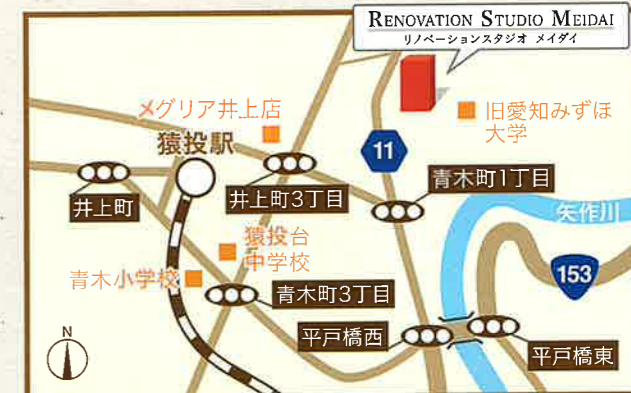 RENOVATION STUDIO MEIDAI
リノベーションスタジオ メイダイ
メグリア井上店
旧愛知みずほ
大学
猿投駅
11
井上町
井上町3丁目
青木町1丁目
矢作川
猿投台
中学校
青木小学校
153
青木町3丁目
平戸橋西
平戸橋東
N